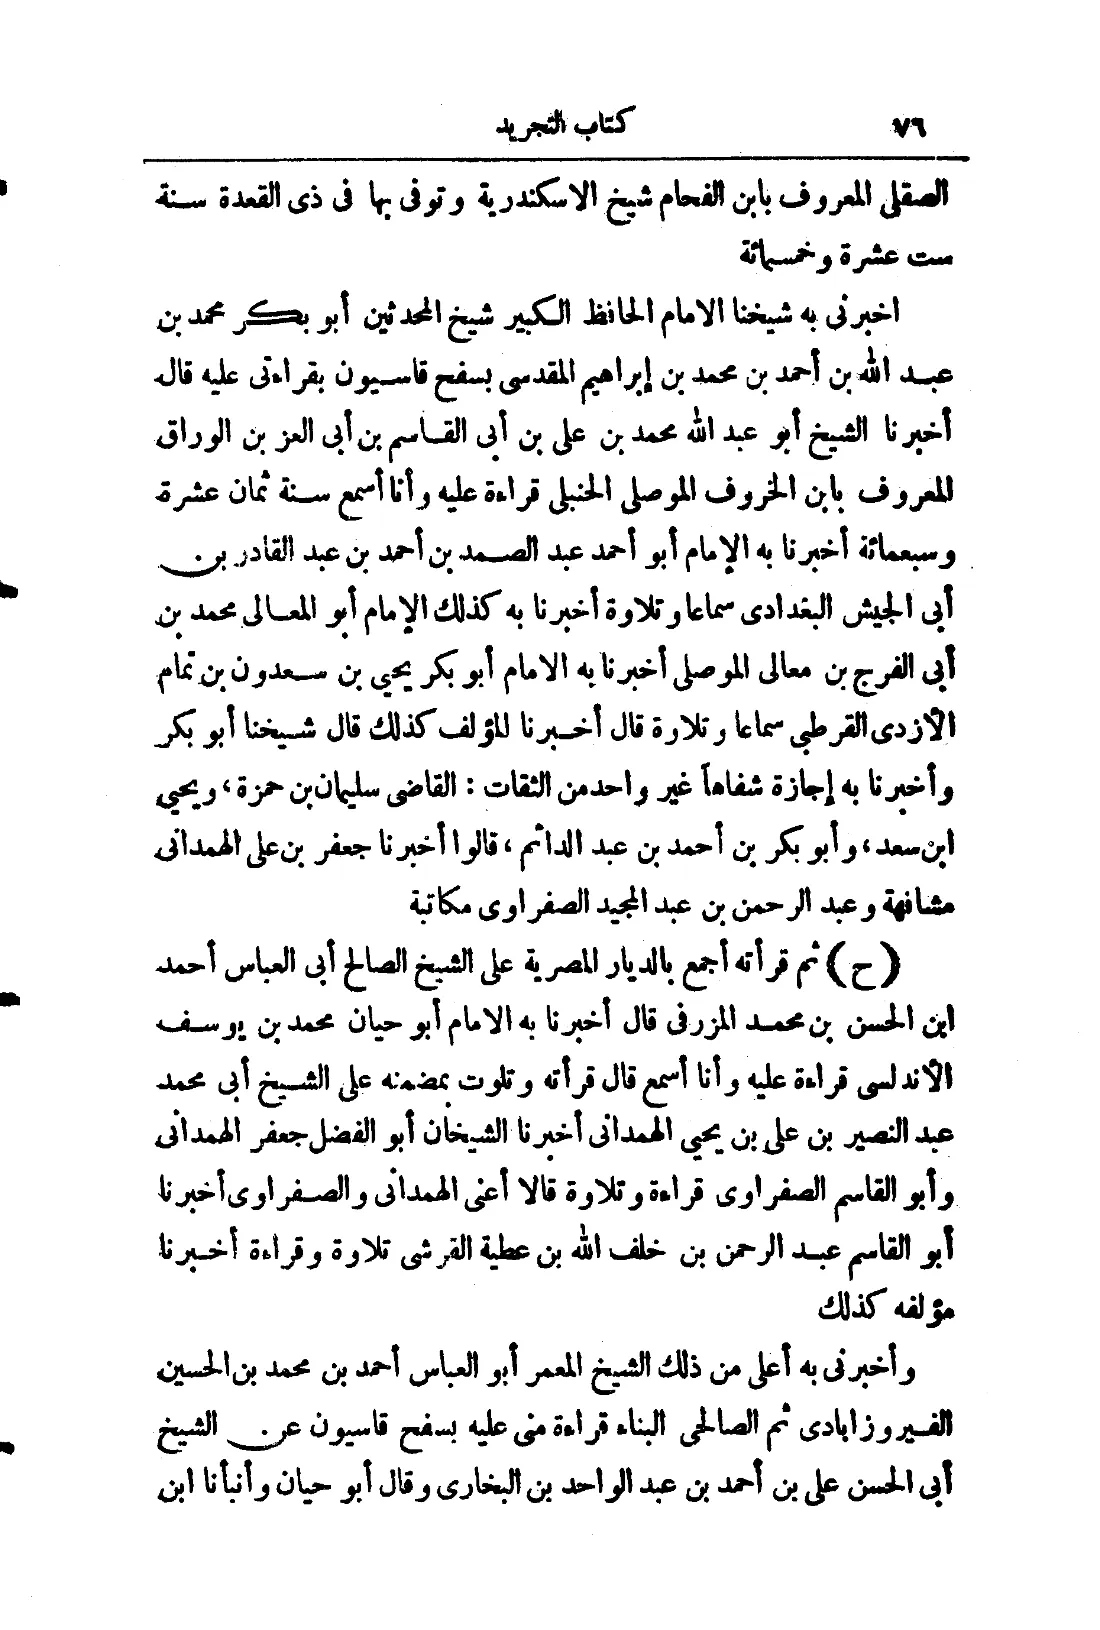 ٧٦
كتاب التجريد
الصقلى المعروف بابن الفحام شيخ الاسكندرية وتوفى بها فى ذى القعدة سنة
ست عشرة وخمسمائة
اخبرنى به شيخنا الامام الحافظ الكبير شيخ المحدثين أبو بكر محمد بن
عبد الله بن أحمد بن محمد بن إبراهيم المقدسى بسفح قاسيون بقراءتى عليه قال
أخبرنا الشيخ أبو عبد الله محمد بن على بن أبى القاسم بن أبى العز بن الوراق
المعروف بابن الخروف الموصلى الحنبلى قراءة عليه وأنا أسمع سنة ثمان عشرة
وسبعمائة أخبرنا به الإمام أبو أحمد عبد الصمد بن أحمد بن عبد القادر بن
أبى الجيش البغدادى سماعا وتلاوة أخبرنا به كذلك الإمام أبو المعالى محمد بن
أبى الفرج بن معالى الموصلى أخبرنا به الامام أبو بكر يحيى بن سعدون بن تمام
الأزدى القرطبى سماعا وتلاوة قال أخبرنا المؤلف كذلك قال شيخنا أبو بكر
وأخبرنا به إجازة شفاهاً غير واحد من الثقات : القاضى سليمان بن حمزة ، ويحيى
ابن سعد ، وأبو بكر بن أحمد بن عبد الدائم ، قالوا أخبرنا جعفر بن على الهمدانى
مشافهة وعبد الرحمن بن عبد المجيد الصفراوى مكاتبة
( ح ) ثم قرأته أجمع بالديار المصرية على الشيخ الصالح أبى العباس أحمد
ابن الحسن بن محمد المزرفى قال أخبرنا به الامام أبو حيان محمد بن يوسف
الأندلسى قراءة عليه وأنا أسمع قال قرأته وتلوت بمضمنه على الشيخ أبى محمد
عبد النصير بن على بن يحيى الهمدانى أخبرنا الشيخان أبو الفضل جعفر الهمدانى
وأبو القاسم الصفراوى قراءة وتلاوة قالا أعنى الهمدانى والصفراوى أخبرنا
أبو القاسم عبد الرحمن بن خلف الله بن عطية القرشى تلاوة وقراءة أخبرنا
مؤلفه كذلك
وأخبرنى به أعلى من ذلك الشيخ المعمر أبو العباس أحمد بن محمد بن الحسين
الفيروزابادى ثم الصالحى البناء قراءة منى عليه بسفح قاسيون عن الشيخ
أبى الحسن على بن أحمد بن عبد الواحد بن البخارى وقال أبو حيان وأنبأنا ابن